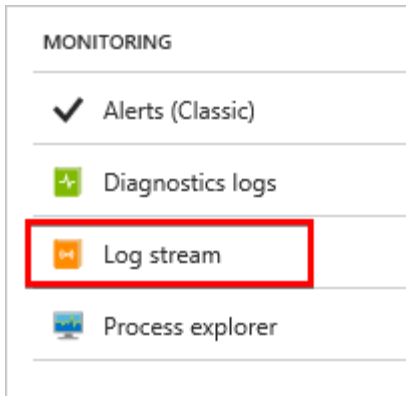 MONITORING
Alerts (Classic)
Diagnostics logs
Log stream
Process explorer